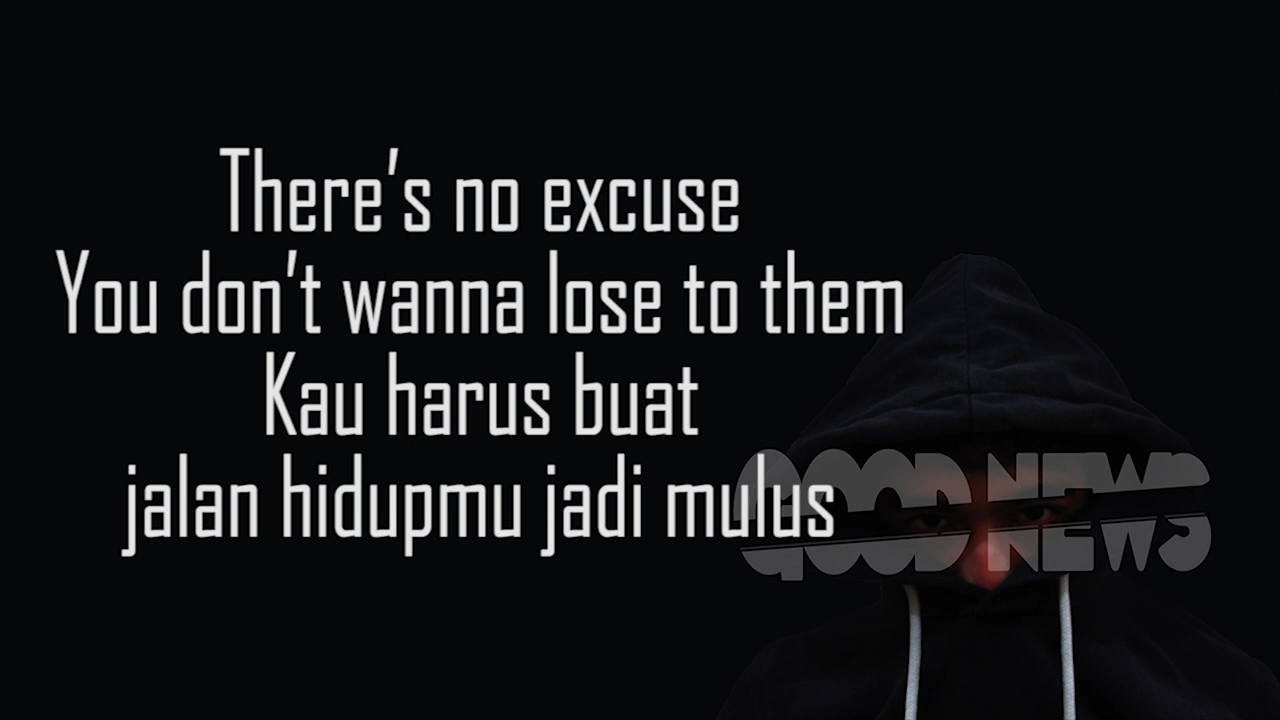 There's no excuse
You don't wanna lose to them
Kau harus buat
jalan hidupmu jadi mulus
GOOD NEWS